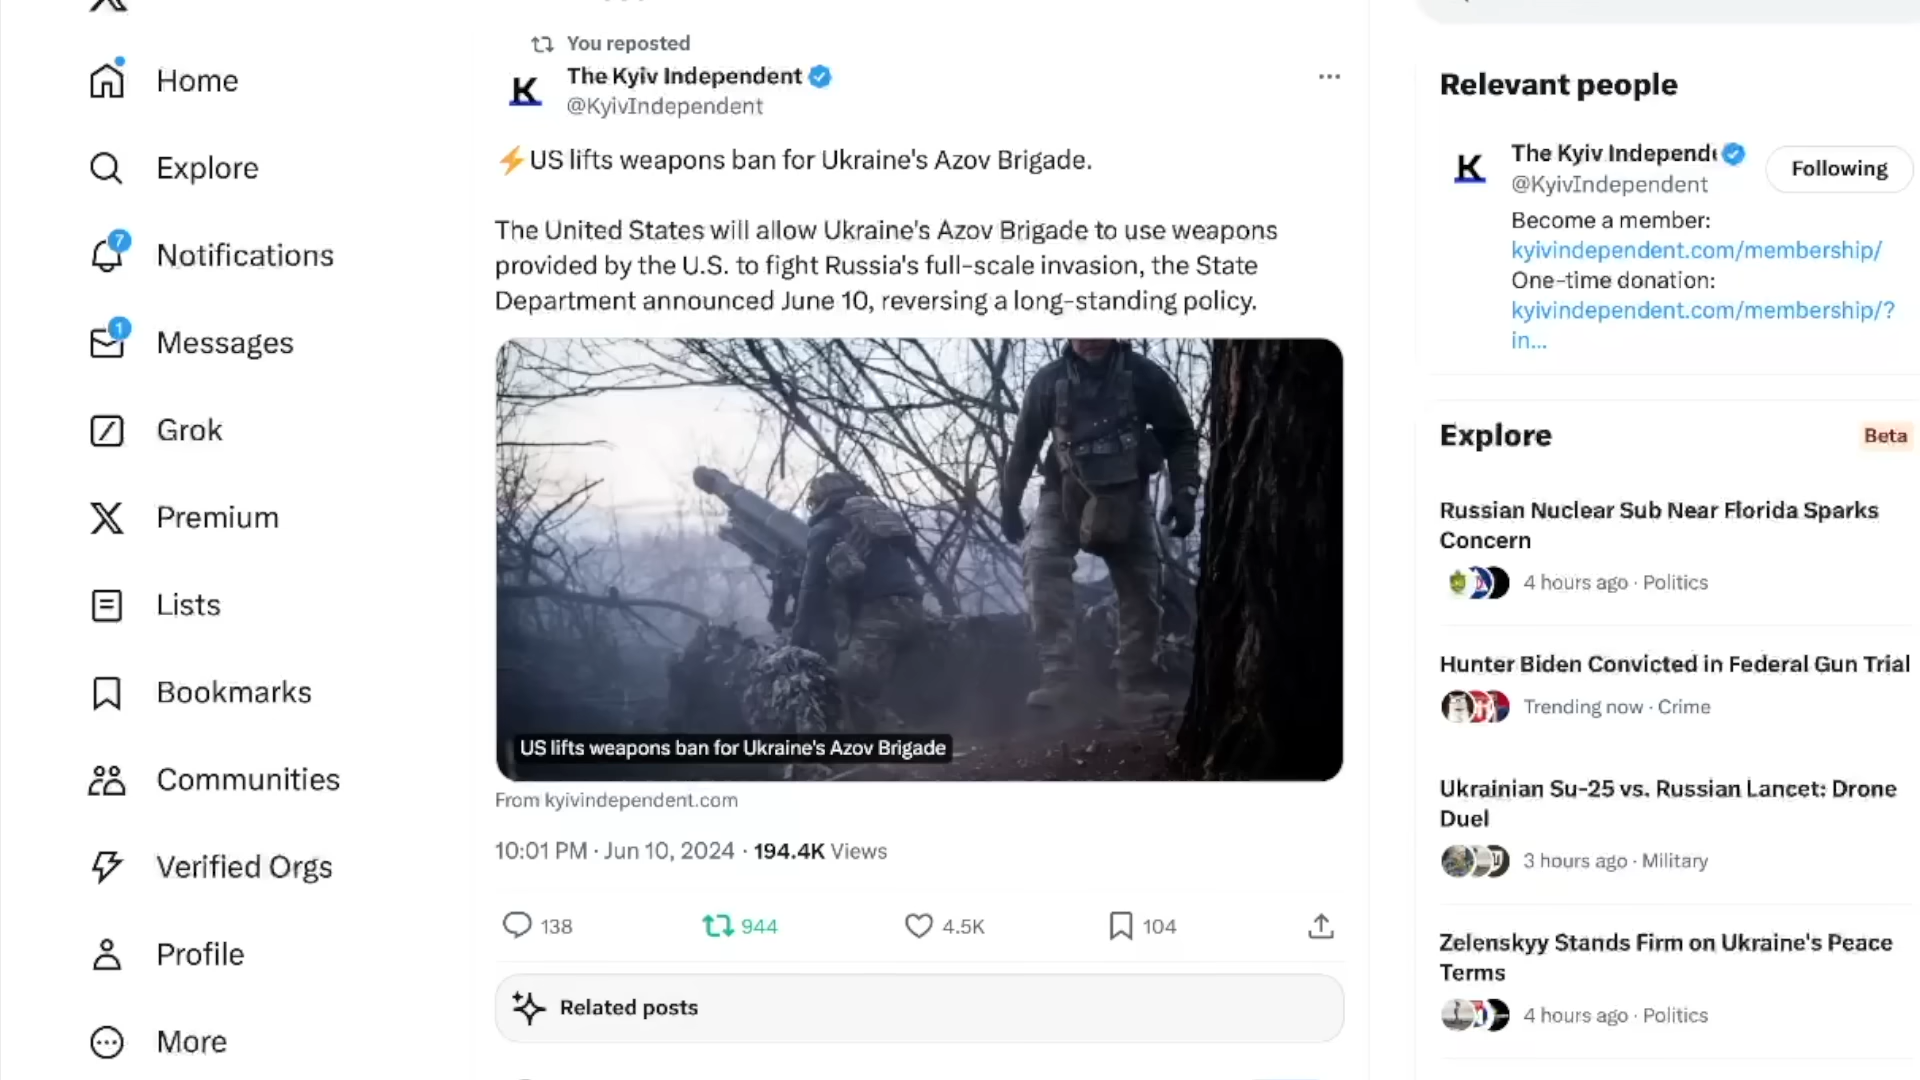 Home
Explore
7
Notifications
1
Messages
Grok
Premium
Lists
Bookmarks
Communities
Verified Orgs
Profile
More
You reposted
K
The Kyiv Independent
@KyivIndependent
⚡US lifts weapons ban for Ukraine's Azov Brigade.
The United States will allow Ukraine's Azov Brigade to use weapons
provided by the U.S. to fight Russia's full-scale invasion, the State
Department announced June 10, reversing a long-standing policy.
US lifts weapons ban for Ukraine's Azov Brigade
From kyivindependent.com
10:01 PM · Jun 10, 2024 · 194.4K Views
138 944 4.5K 104
Related posts
Relevant people
K
The Kyiv Independ
Following
@KyivIndependent
Become a member:
kyivindependent.com/membership/
One-time donation:
kyivindependent.com/membership/?
in...
Explore
Beta
Russian Nuclear Sub Near Florida Sparks
Concern
4 hours ago · Politics
Hunter Biden Convicted in Federal Gun Trial
Trending now · Crime
Ukrainian Su-25 vs. Russian Lancet: Drone
Duel
3 hours ago · Military
Zelenskyy Stands Firm on Ukraine's Peace
Terms
4 hours ago · Politics